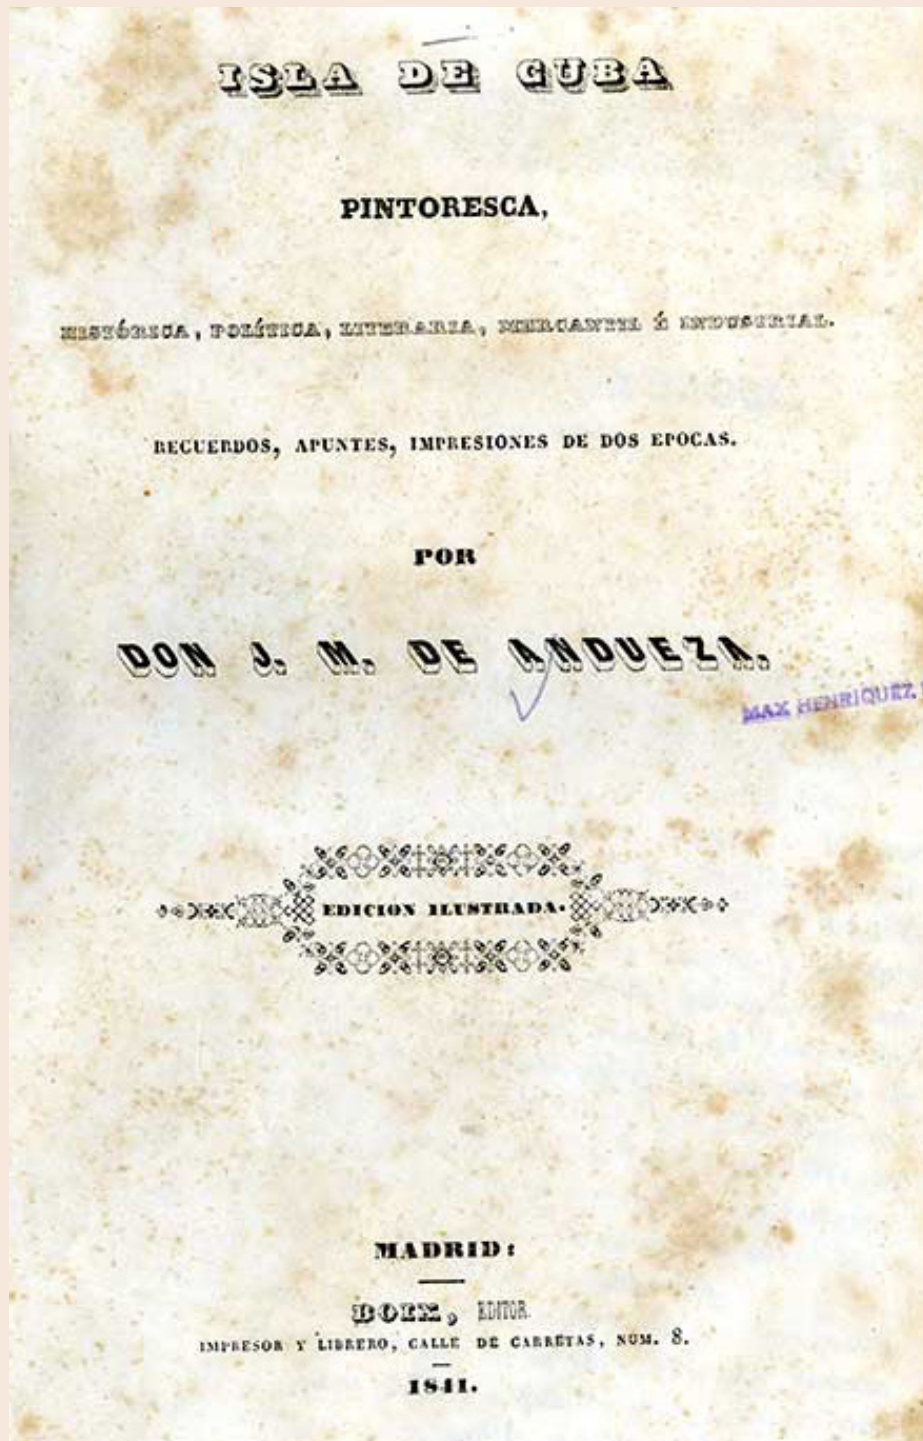 ISLA DE CUBA
PINTORESCA,
HISTÓRICA, POLÍTICA, LITERARIA, MERCANTIL É INDUSTRIAL.
RECUERDOS, APUNTES, IMPRESIONES DE DOS EPOCAS.
POR
DON J. M. DE ANDUEZA.
MAX HENRIQUEZ
EDICION ILUSTRADA.
MADRID:
BOIX, EDITOR.
IMPRESOR Y LIBRERO, CALLE DE CARRETAS, NUM. 8.
1841.